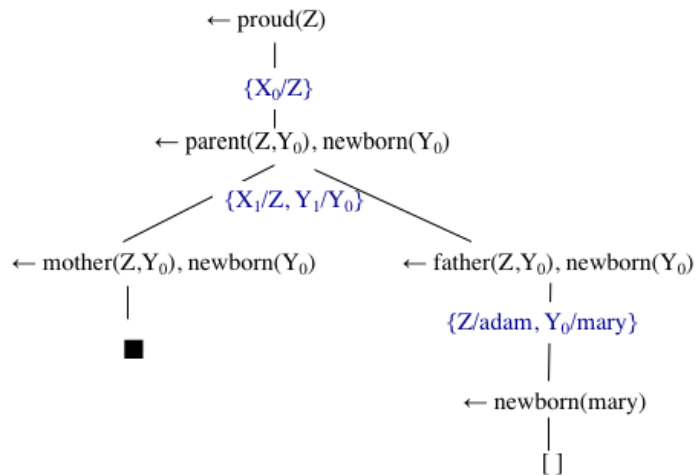 ← proud(Z)
{X₀/Z}
← parent(Z,Y₀), newborn(Y₀)
{X₁/Z, Y₁/Y₀}
← mother(Z,Y₀), newborn(Y₀)
← father(Z,Y₀), newborn(Y₀)
{Z/adam, Y₀/mary}
■
← newborn(mary)
[ ]